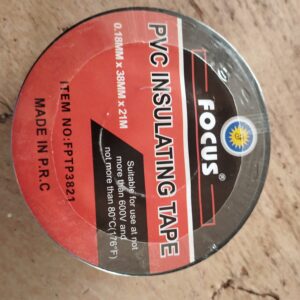 FOCUS®
PVC INSULATING TAPE
0.18MM x 38MM x 21M
Suitable for use at not
more than 600V and
not more than 80°C(176°F)
ITEM NO:FPTP3821
MADE IN P.R.C